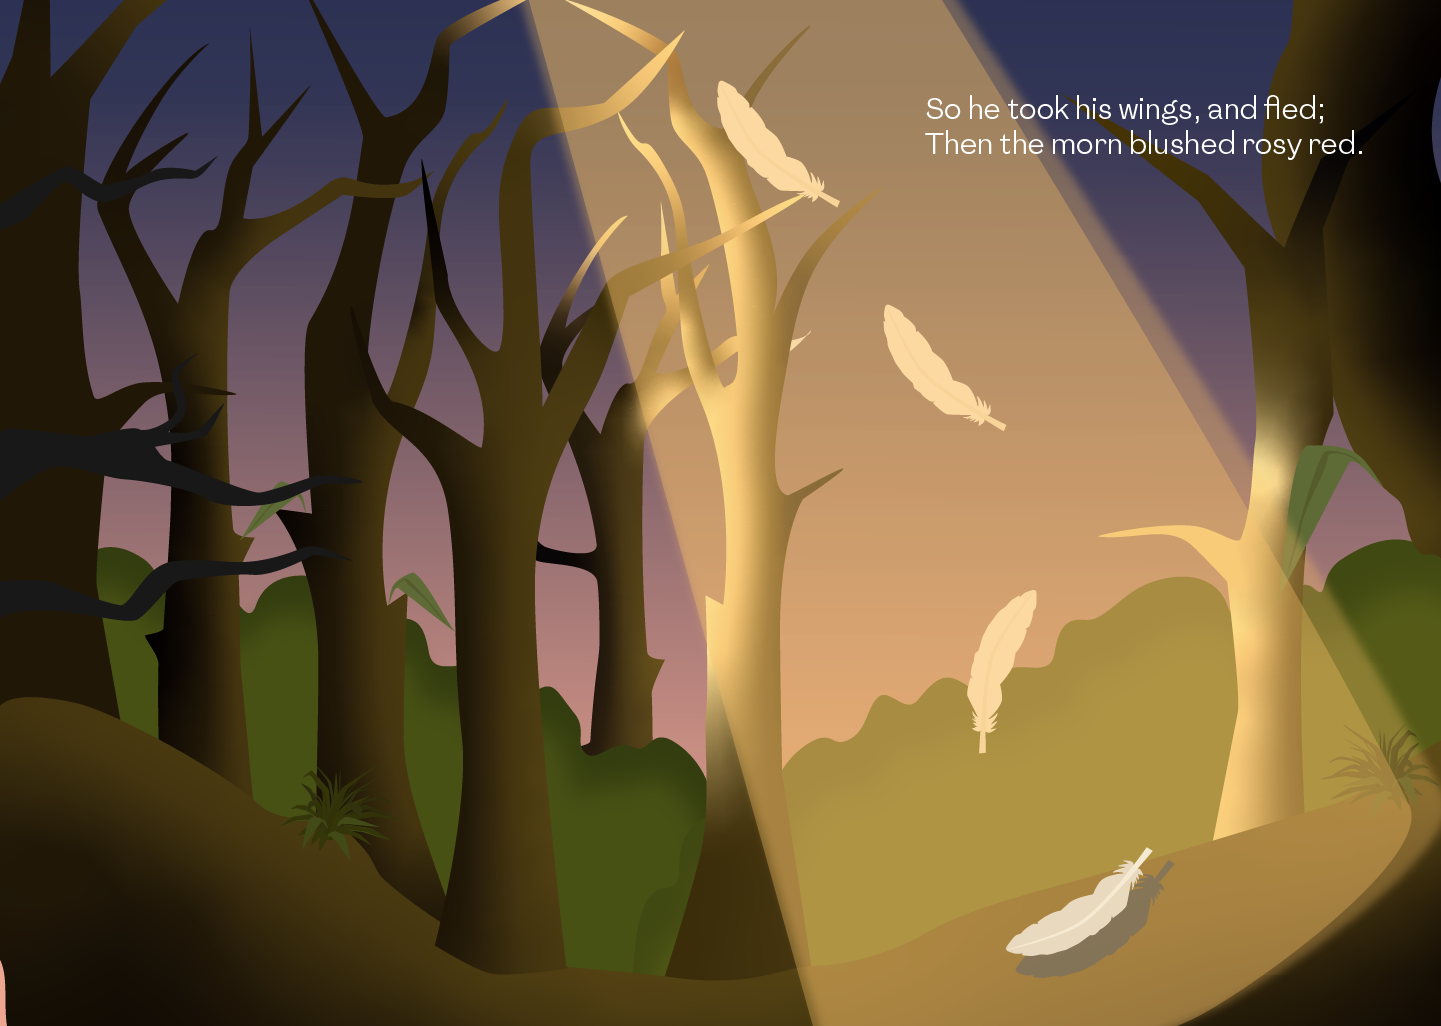 So he took his wings, and fled;
Then the morn blushed rosy red.